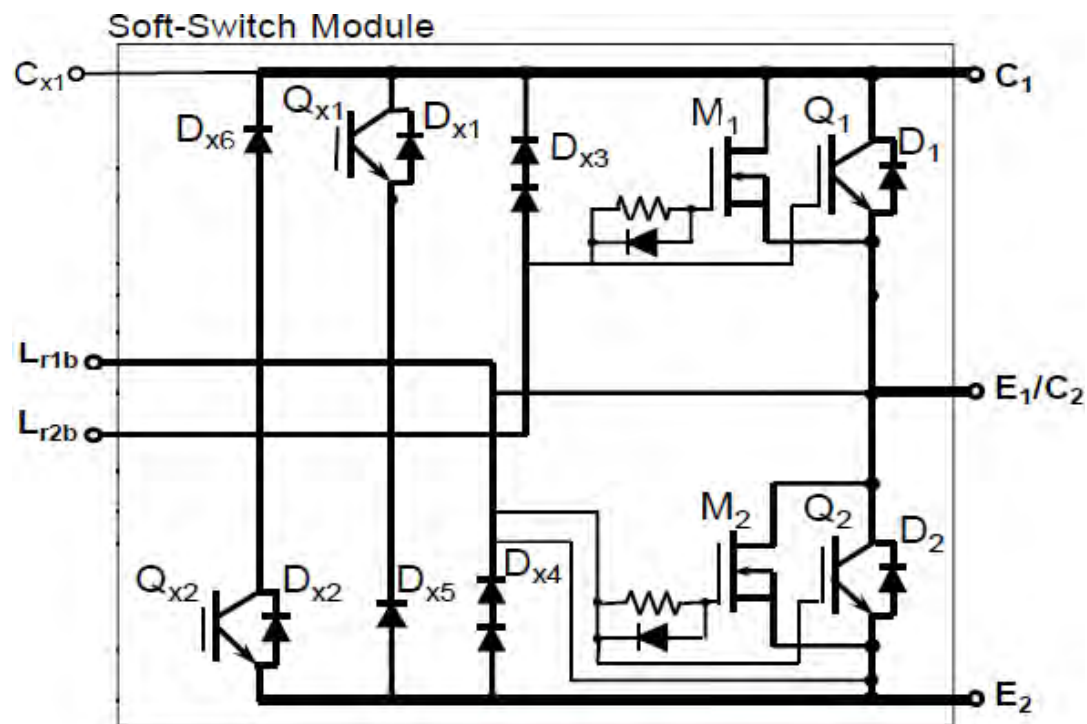 Soft-Switch Module
Cx1
C1
Qx1
M1
Q1
Dx6
Dx1
Dx3
D1
Lr1b
E1/C2
Lr2b
M2
Q2
D2
Qx2
Dx2
Dx5
Dx4
E2